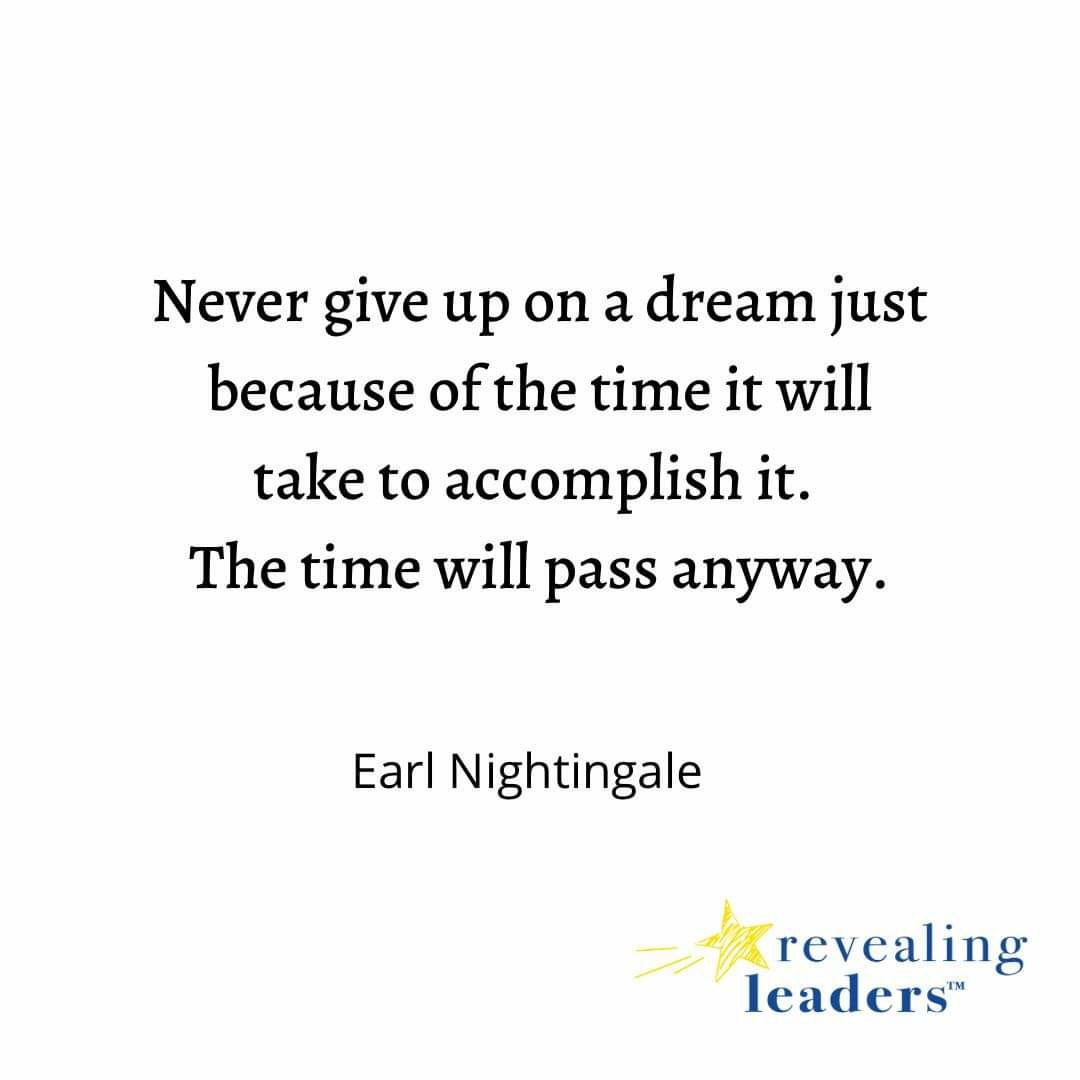 Never give up on a dream just
because of the time it will
take to accomplish it.
The time will pass anyway.
Earl Nightingale
revealing
leaders™